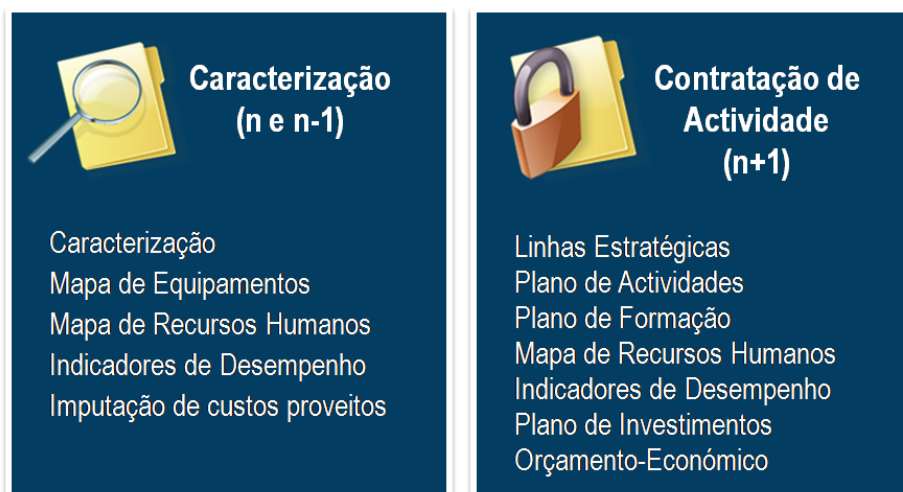 Caracterização
(n e n-1)
Caracterização
Mapa de Equipamentos
Mapa de Recursos Humanos
Indicadores de Desempenho
Imputação de custos proveitos
Contratação de
Actividade
(n+1)
Linhas Estratégicas
Plano de Actividades
Plano de Formação
Mapa de Recursos Humanos
Indicadores de Desempenho
Plano de Investimentos
Orçamento-Económico